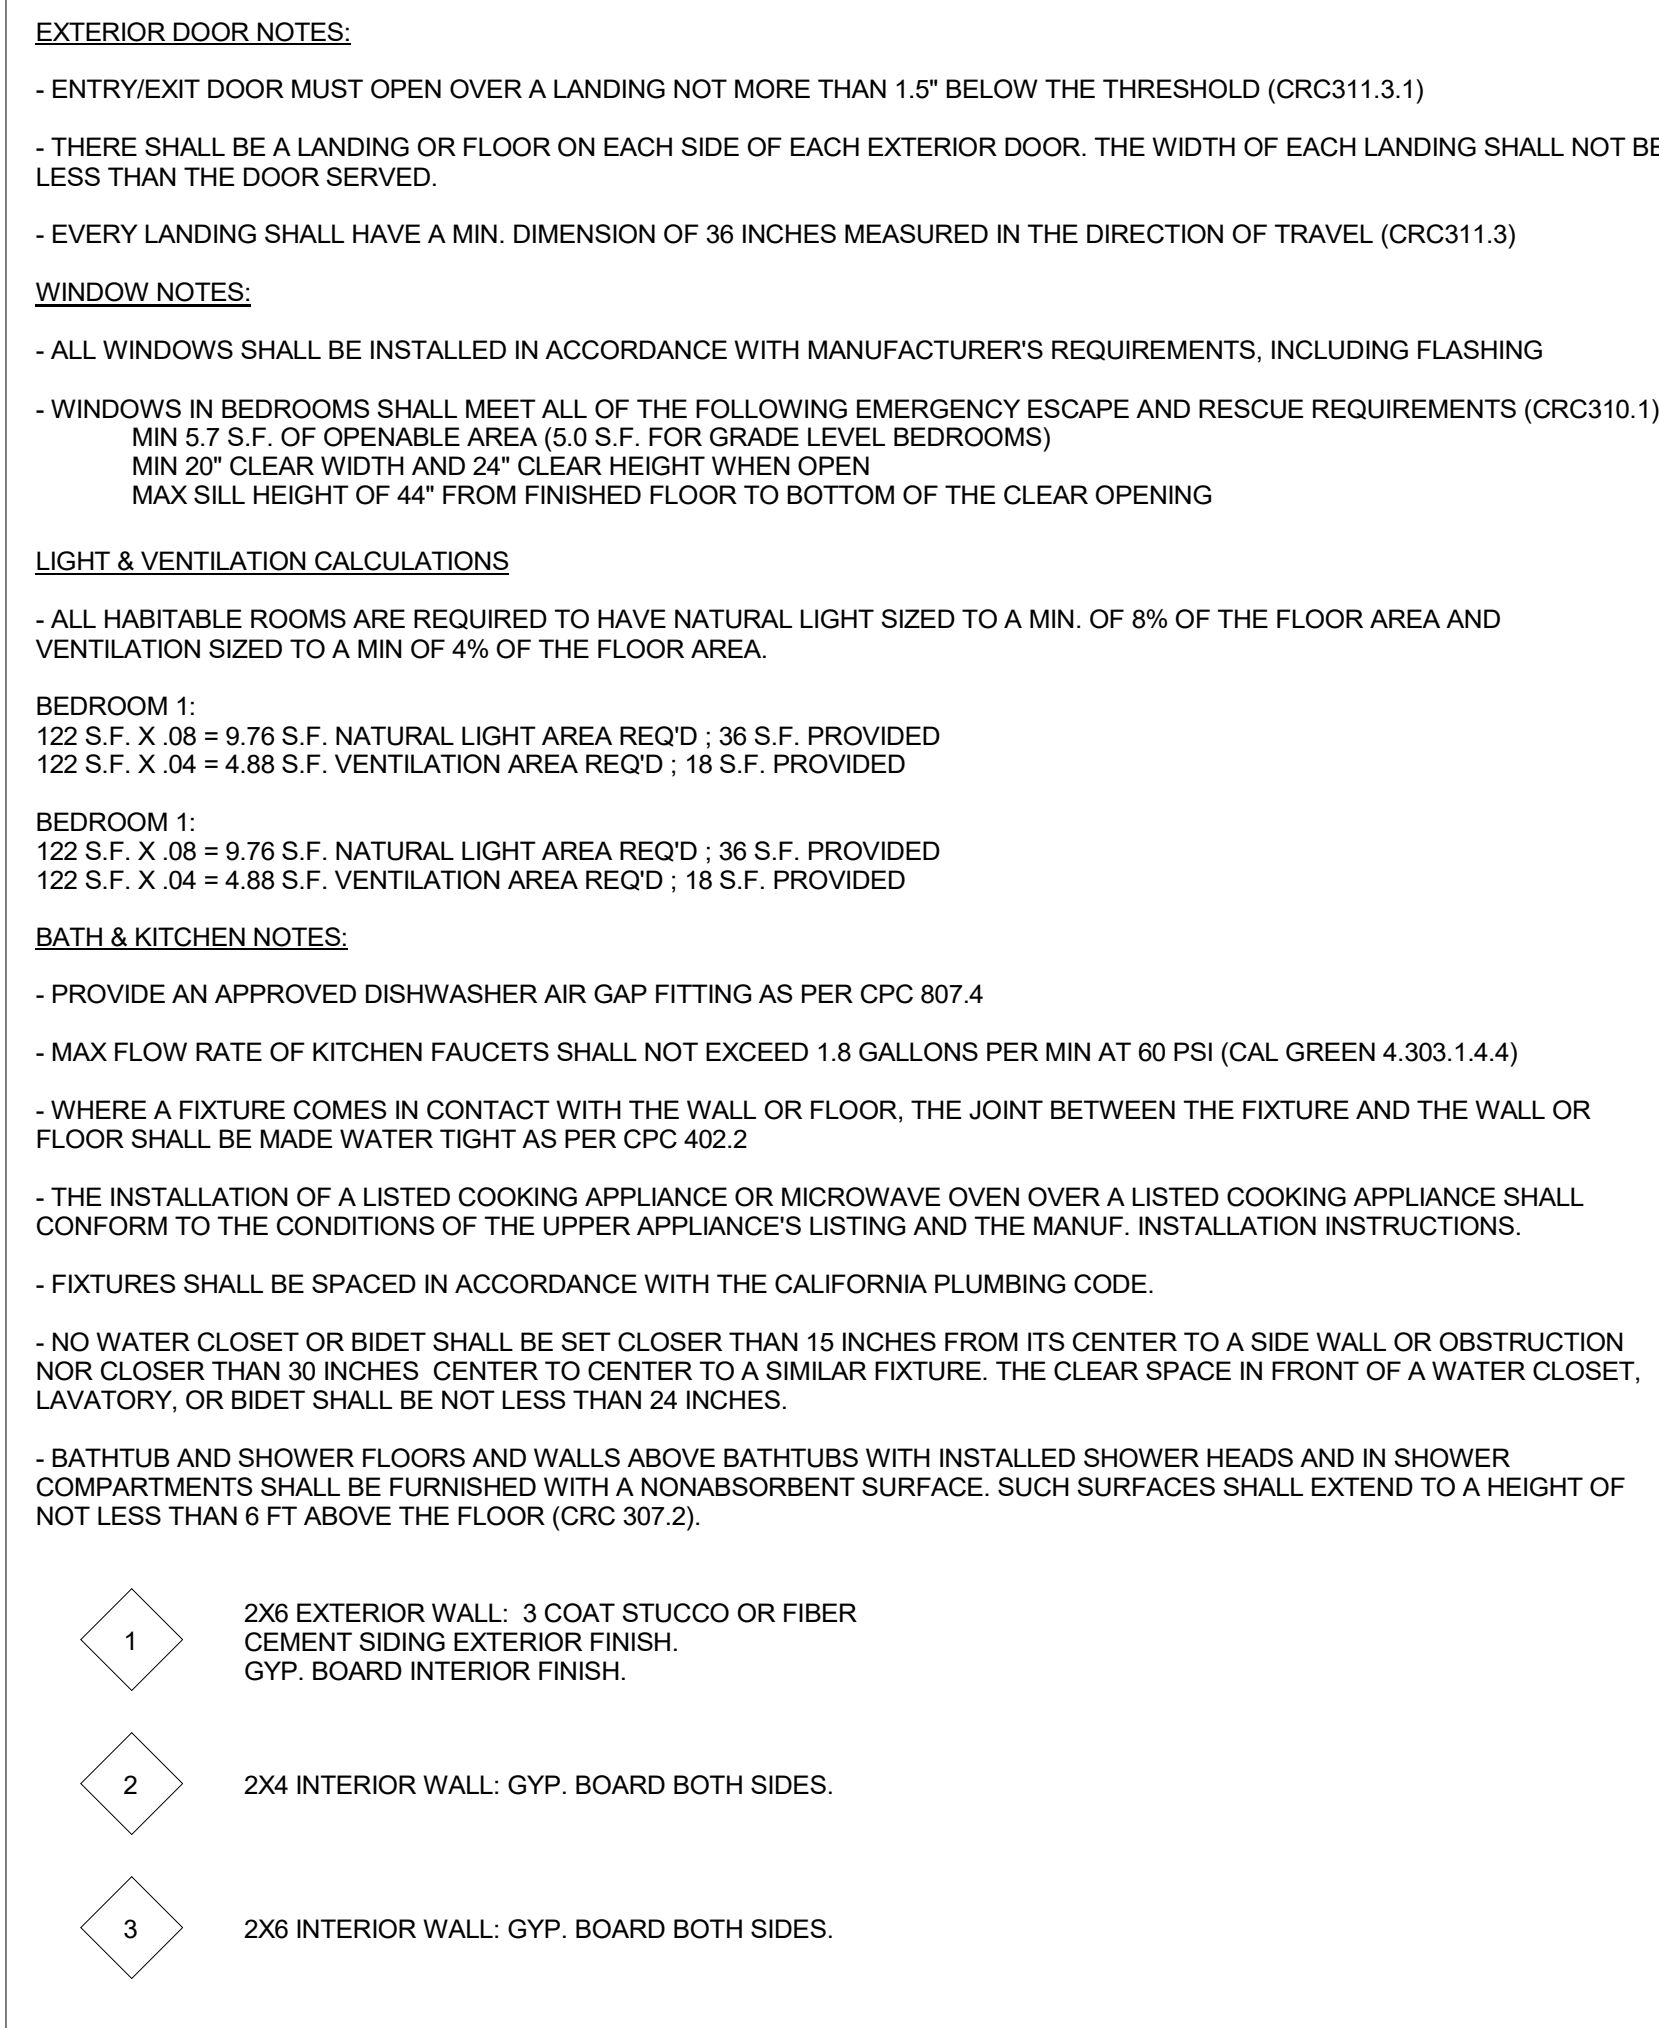 EXTERIOR DOOR NOTES:
- ENTRY/EXIT DOOR MUST OPEN OVER A LANDING NOT MORE THAN 1.5" BELOW THE THRESHOLD (CRC311.3.1)
- THERE SHALL BE A LANDING OR FLOOR ON EACH SIDE OF EACH EXTERIOR DOOR. THE WIDTH OF EACH LANDING SHALL NOT BE
LESS THAN THE DOOR SERVED.
- EVERY LANDING SHALL HAVE A MIN. DIMENSION OF 36 INCHES MEASURED IN THE DIRECTION OF TRAVEL (CRC311.3)
WINDOW NOTES:
- ALL WINDOWS SHALL BE INSTALLED IN ACCORDANCE WITH MANUFACTURER'S REQUIREMENTS, INCLUDING FLASHING
- WINDOWS IN BEDROOMS SHALL MEET ALL OF THE FOLLOWING EMERGENCY ESCAPE AND RESCUE REQUIREMENTS (CRC310.1)
MIN 5.7 S.F. OF OPENABLE AREA (5.0 S.F. FOR GRADE LEVEL BEDROOMS)
MIN 20" CLEAR WIDTH AND 24" CLEAR HEIGHT WHEN OPEN
MAX SILL HEIGHT OF 44" FROM FINISHED FLOOR TO BOTTOM OF THE CLEAR OPENING
LIGHT & VENTILATION CALCULATIONS
- ALL HABITABLE ROOMS ARE REQUIRED TO HAVE NATURAL LIGHT SIZED TO A MIN. OF 8% OF THE FLOOR AREA AND
VENTILATION SIZED TO A MIN OF 4% OF THE FLOOR AREA.
BEDROOM 1:
122 S.F. X .08 = 9.76 S.F. NATURAL LIGHT AREA REQ'D ; 36 S.F. PROVIDED
122 S.F. X .04 = 4.88 S.F. VENTILATION AREA REQ'D ; 18 S.F. PROVIDED
BEDROOM 1:
122 S.F. X .08 = 9.76 S.F. NATURAL LIGHT AREA REQ'D ; 36 S.F. PROVIDED
122 S.F. X .04 = 4.88 S.F. VENTILATION AREA REQ'D ; 18 S.F. PROVIDED
BATH & KITCHEN NOTES:
- PROVIDE AN APPROVED DISHWASHER AIR GAP FITTING AS PER CPC 807.4
- MAX FLOW RATE OF KITCHEN FAUCETS SHALL NOT EXCEED 1.8 GALLONS PER MIN AT 60 PSI (CAL GREEN 4.303.1.4.4)
- WHERE A FIXTURE COMES IN CONTACT WITH THE WALL OR FLOOR, THE JOINT BETWEEN THE FIXTURE AND THE WALL OR
FLOOR SHALL BE MADE WATER TIGHT AS PER CPC 402.2
- THE INSTALLATION OF A LISTED COOKING APPLIANCE OR MICROWAVE OVEN OVER A LISTED COOKING APPLIANCE SHALL
CONFORM TO THE CONDITIONS OF THE UPPER APPLIANCE'S LISTING AND THE MANUF. INSTALLATION INSTRUCTIONS.
- FIXTURES SHALL BE SPACED IN ACCORDANCE WITH THE CALIFORNIA PLUMBING CODE.
- NO WATER CLOSET OR BIDET SHALL BE SET CLOSER THAN 15 INCHES FROM ITS CENTER TO A SIDE WALL OR OBSTRUCTION
NOR CLOSER THAN 30 INCHES CENTER TO CENTER TO A SIMILAR FIXTURE. THE CLEAR SPACE IN FRONT OF A WATER CLOSET,
LAVATORY, OR BIDET SHALL BE NOT LESS THAN 24 INCHES.
- BATHTUB AND SHOWER FLOORS AND WALLS ABOVE BATHTUBS WITH INSTALLED SHOWER HEADS AND IN SHOWER
COMPARTMENTS SHALL BE FURNISHED WITH A NONABSORBENT SURFACE. SUCH SURFACES SHALL EXTEND TO A HEIGHT OF
NOT LESS THAN 6 FT ABOVE THE FLOOR (CRC 307.2).
1
2X6 EXTERIOR WALL: 3 COAT STUCCO OR FIBER
CEMENT SIDING EXTERIOR FINISH.
GYP. BOARD INTERIOR FINISH.
2
2X4 INTERIOR WALL: GYP. BOARD BOTH SIDES.
3
2X6 INTERIOR WALL: GYP. BOARD BOTH SIDES.